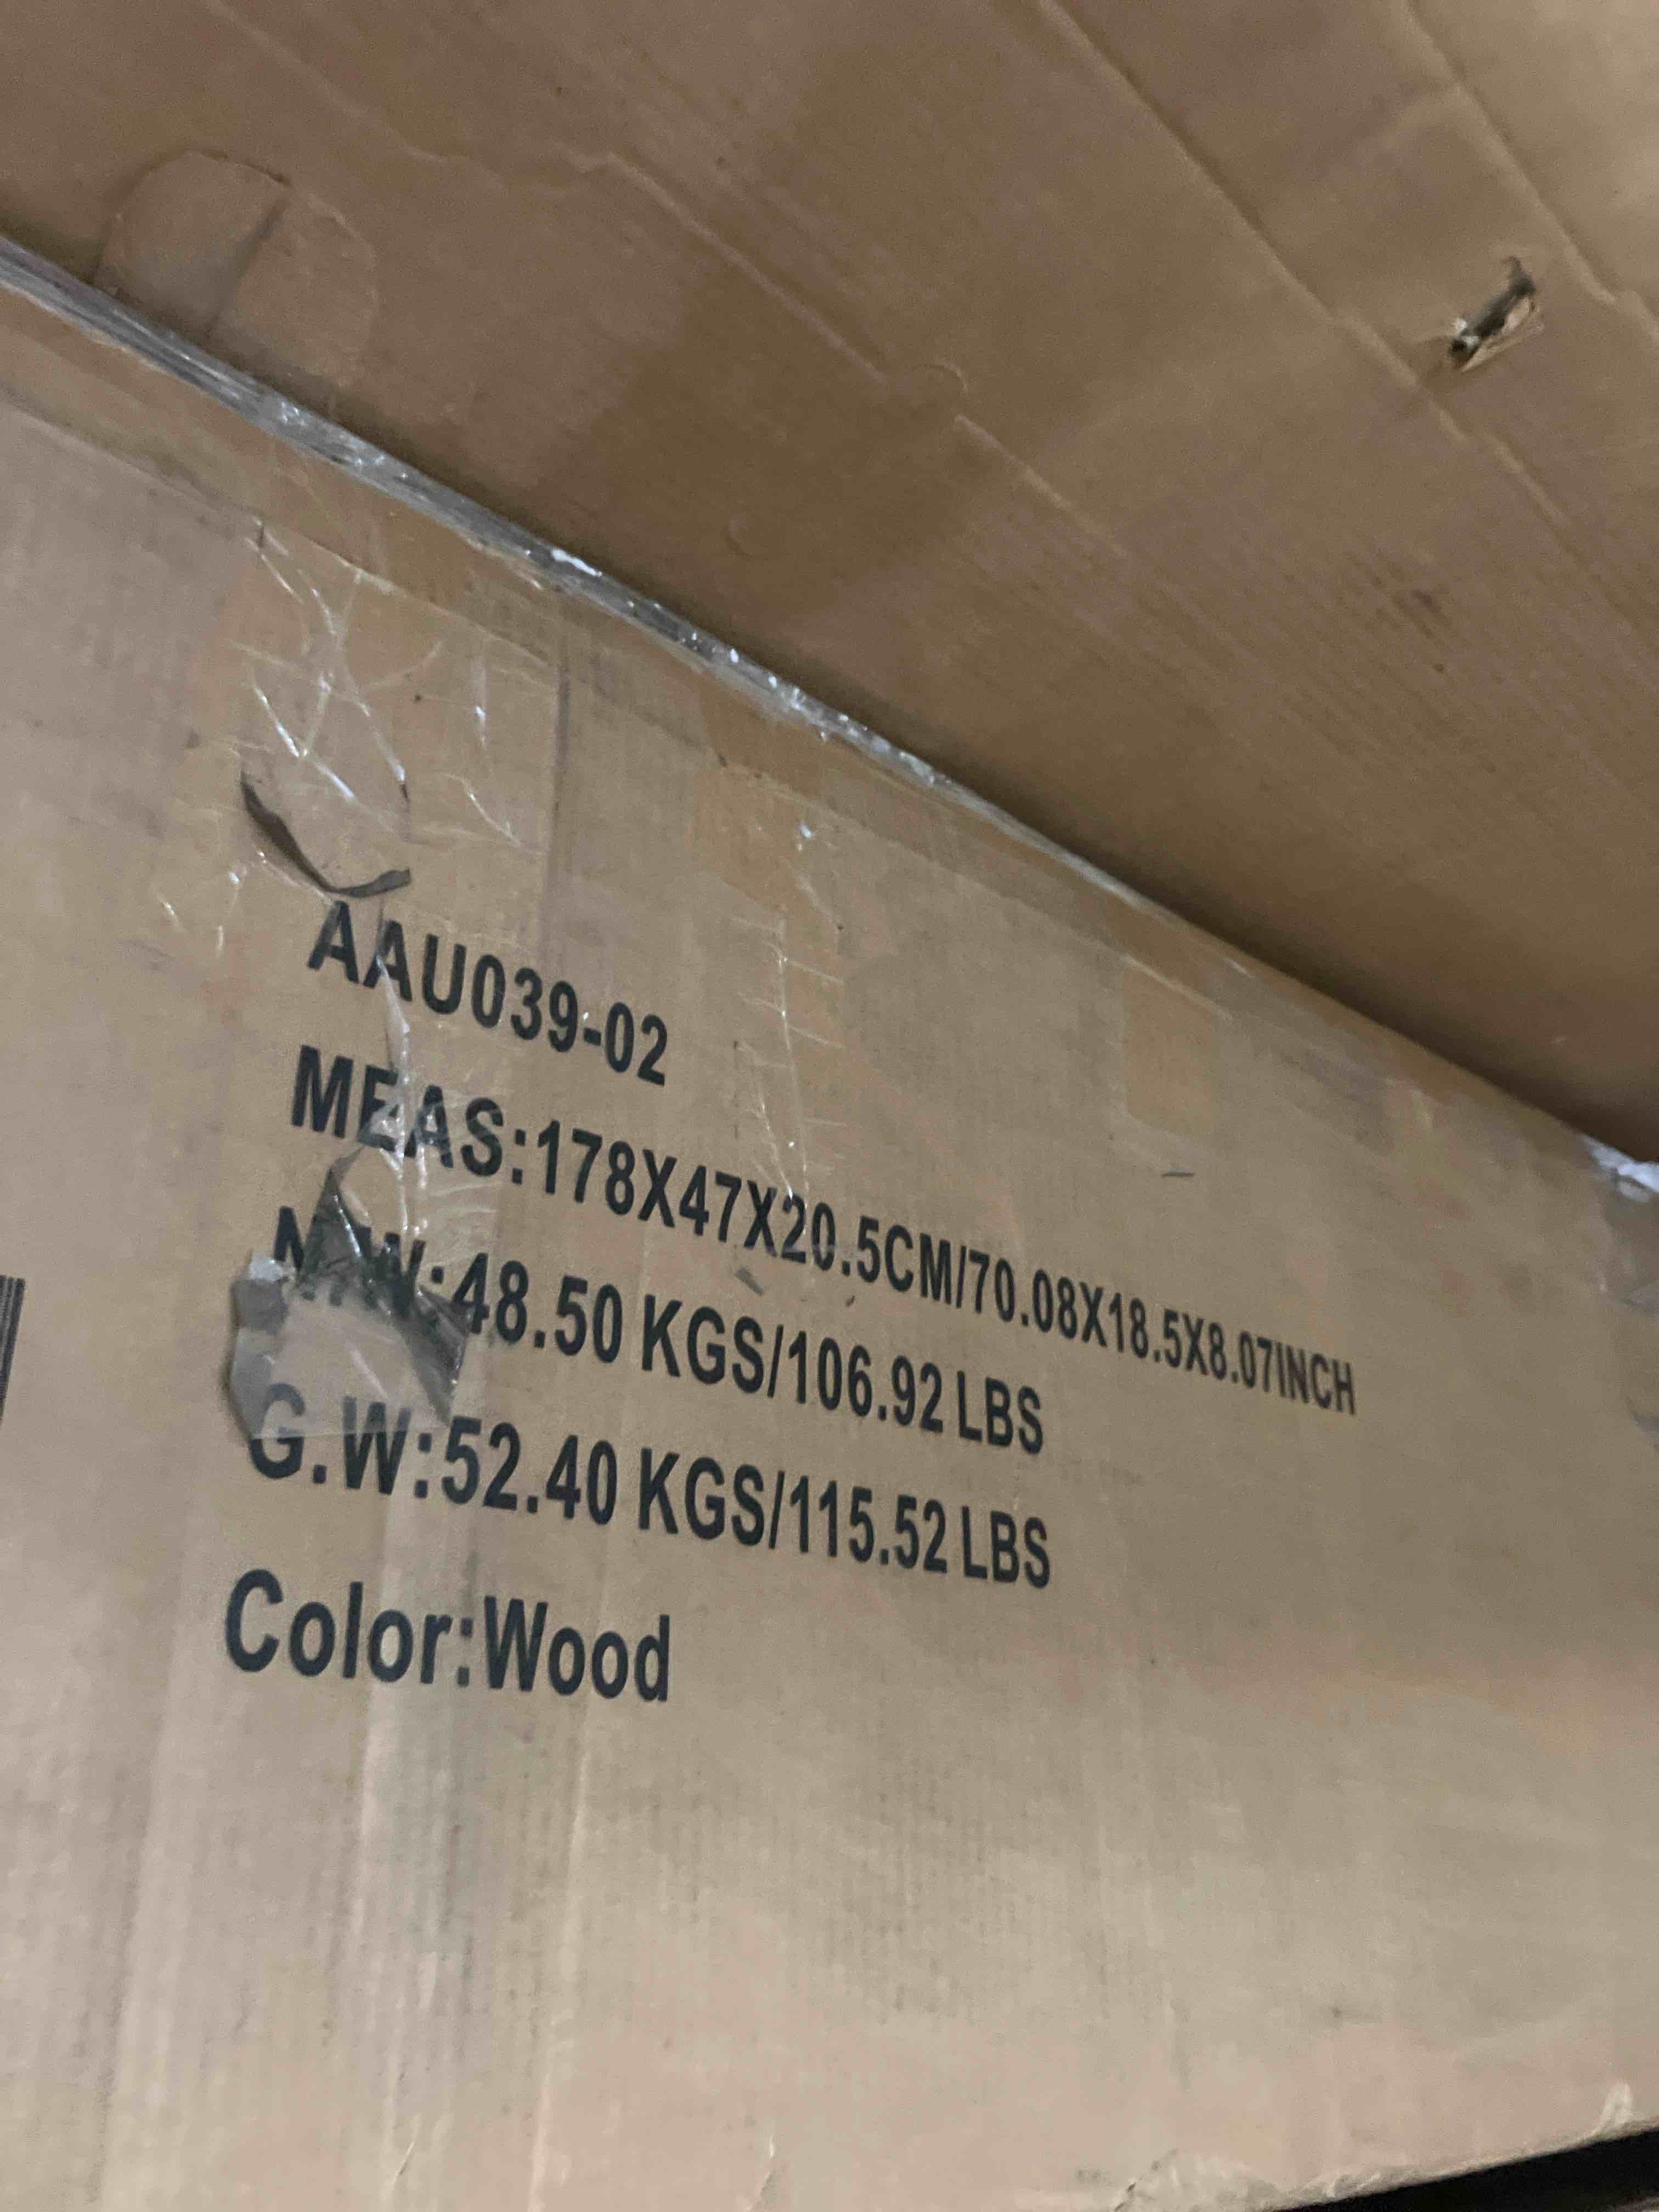 AAU039-02
MEAS:178X47X20.5CM/70.08X18.5X8.07INCH
N.W:48.50 KGS/106.92 LBS
G.W:52.40 KGS/115.52 LBS
Color:Wood